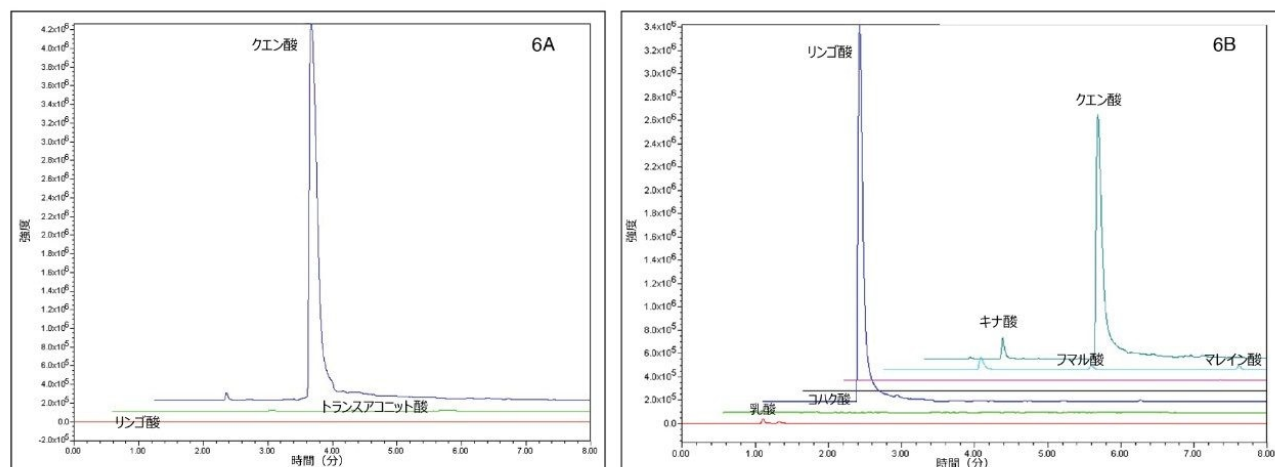 6A
クエン酸
4.2x10⁶
4.0x10⁶
3.8x10⁶
3.6x10⁶
3.4x10⁶
3.2x10⁶
3.0x10⁶
2.8x10⁶
2.6x10⁶
2.4x10⁶
2.2x10⁶
2.0x10⁶
1.8x10⁶
1.6x10⁶
1.4x10⁶
1.2x10⁶
1.0x10⁶
8.0x10⁵
6.0x10⁵
4.0x10⁵
2.0x10⁵
0.0
-2.0x10⁵
強度
トランスアコニット酸
リンゴ酸
0.00 1.00 2.00 3.00 4.00 5.00 6.00 7.00 8.00
時間（分）
6B
リンゴ酸
クエン酸
3.4x10⁶
3.2x10⁶
3.0x10⁶
2.8x10⁶
2.6x10⁶
2.4x10⁶
2.2x10⁶
2.0x10⁶
1.8x10⁶
1.6x10⁶
1.4x10⁶
1.2x10⁶
1.0x10⁶
8.0x10⁵
6.0x10⁵
4.0x10⁵
2.0x10⁵
0.0
強度
キナ酸
フマル酸
マレイン酸
コハク酸
乳酸
0.00 1.00 2.00 3.00 4.00 5.00 6.00 7.00 8.00
時間（分）